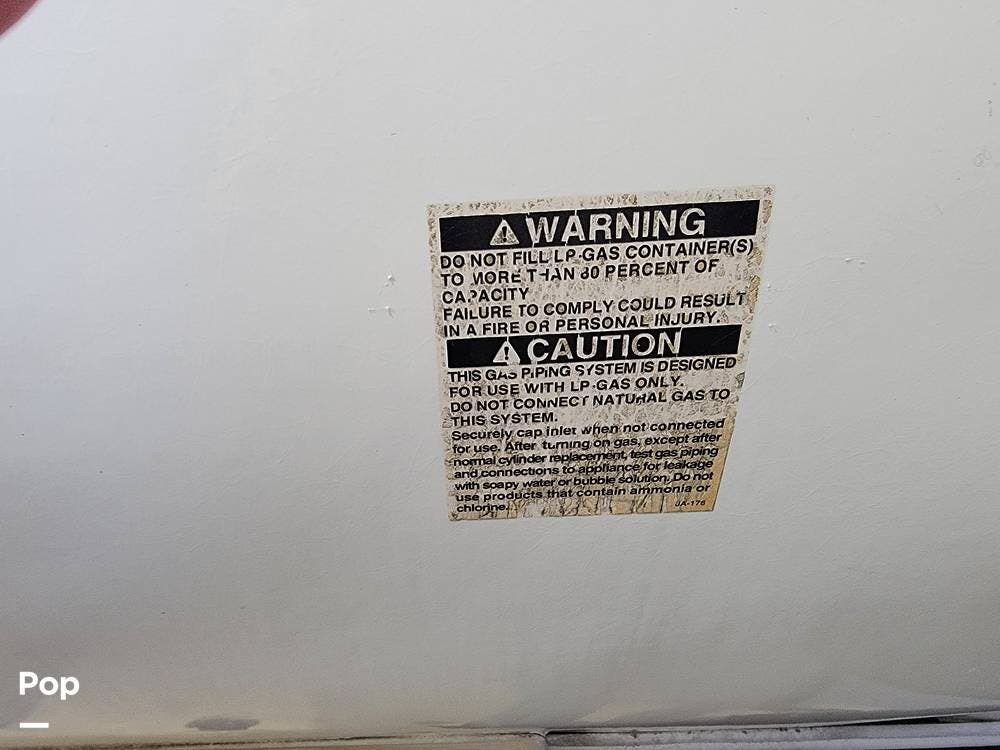 WARNING
DO NOT FILL LP-GAS CONTAINER(S)
TO MORE THAN 80 PERCENT OF
CAPACITY
FAILURE TO COMPLY COULD RESULT
IN A FIRE OR PERSONAL INJURY.
CAUTION
THIS GAS PIPING SYSTEM IS DESIGNED
FOR USE WITH LP-GAS ONLY.
DO NOT CONNECT NATURAL GAS TO
THIS SYSTEM.
Securely cap inlet when not connected
for use. After turning on gas, except after
normal cylinder replacement, test gas piping
and connections to appliance for leakage
with soapy water or bubble solution. Do not
use products that contain ammonia or
chlorine.
UA-176
Pop